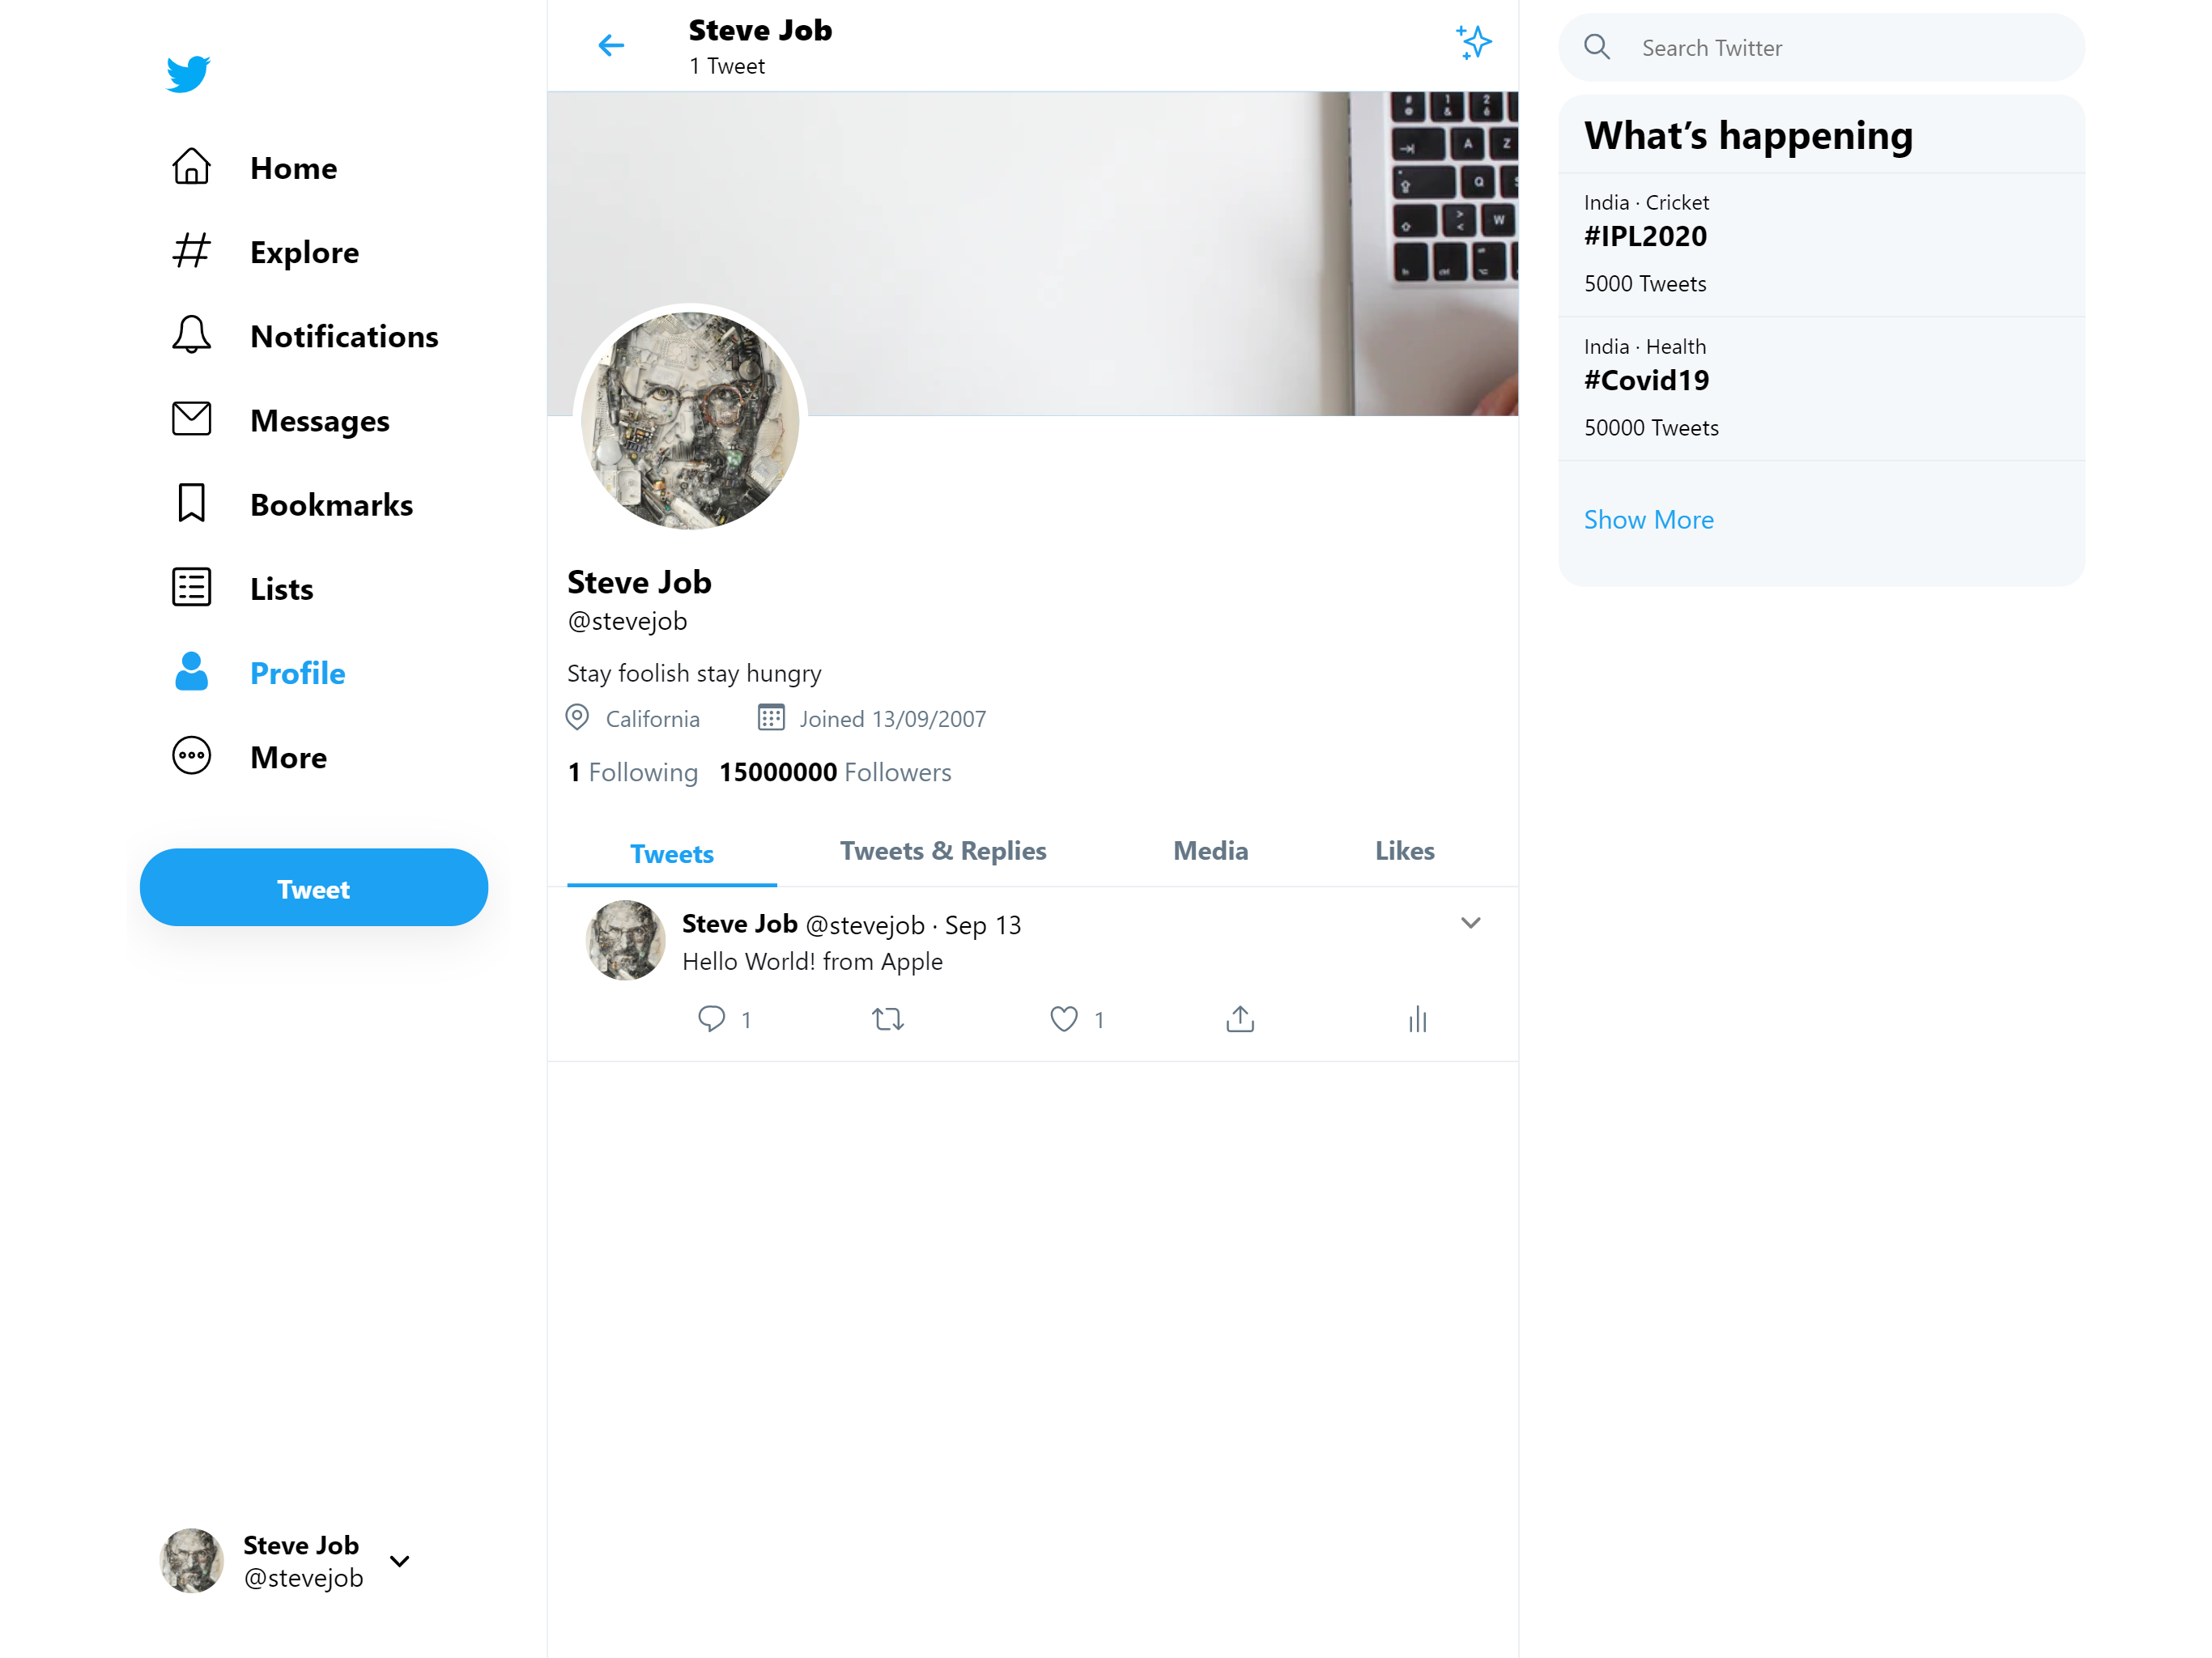 Home
Explore
Notifications
Messages
Bookmarks
Lists
Profile
More
Tweet
Steve Job
@stevejob
Steve Job
1 Tweet
Steve Job
@stevejob
Stay foolish stay hungry
California Joined 13/09/2007
1 Following 15000000 Followers
Tweets Tweets & Replies Media Likes
Steve Job @stevejob · Sep 13
Hello World! from Apple
1 1
Search Twitter
What’s happening
India · Cricket
#IPL2020
5000 Tweets
India · Health
#Covid19
50000 Tweets
Show More